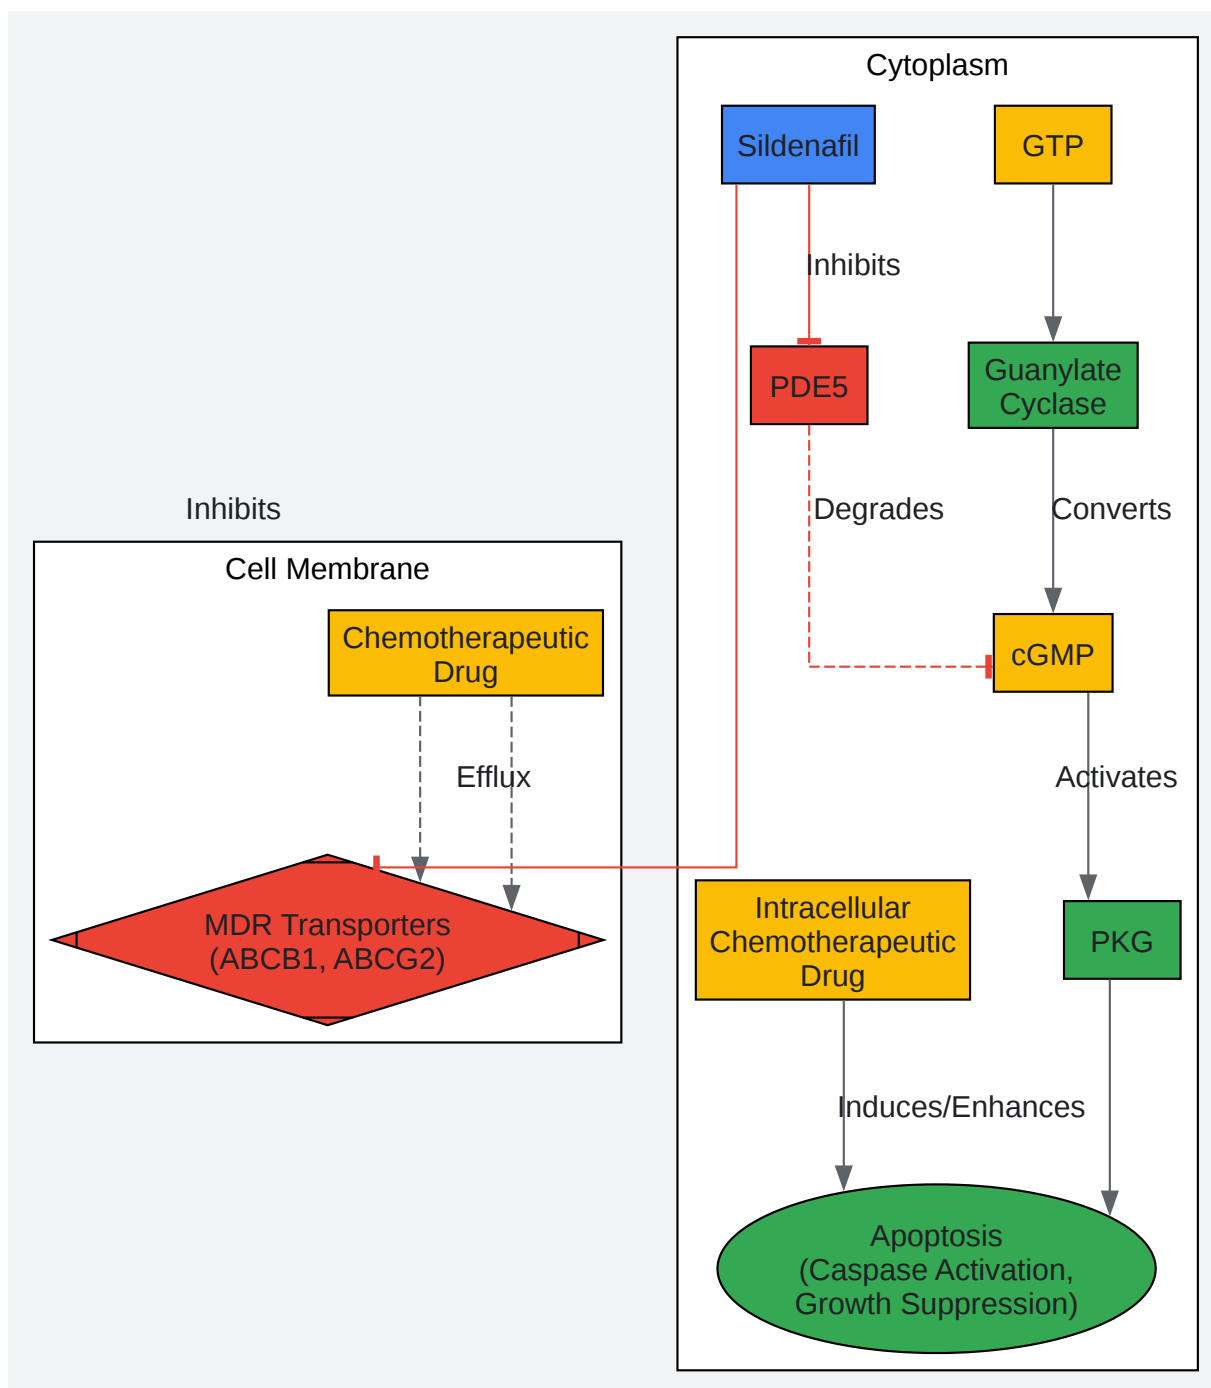 Cytoplasm
Sildenafil
GTP
Inhibits
PDE5
Guanylate
Cyclase
Inhibits
Degrades
Converts
Cell Membrane
Chemotherapeutic
Drug
cGMP
Efflux
Activates
MDR Transporters
(ABCB1, ABCG2)
Intracellular
Chemotherapeutic
Drug
PKG
Induces/Enhances
Apoptosis
(Caspase Activation,
Growth Suppression)